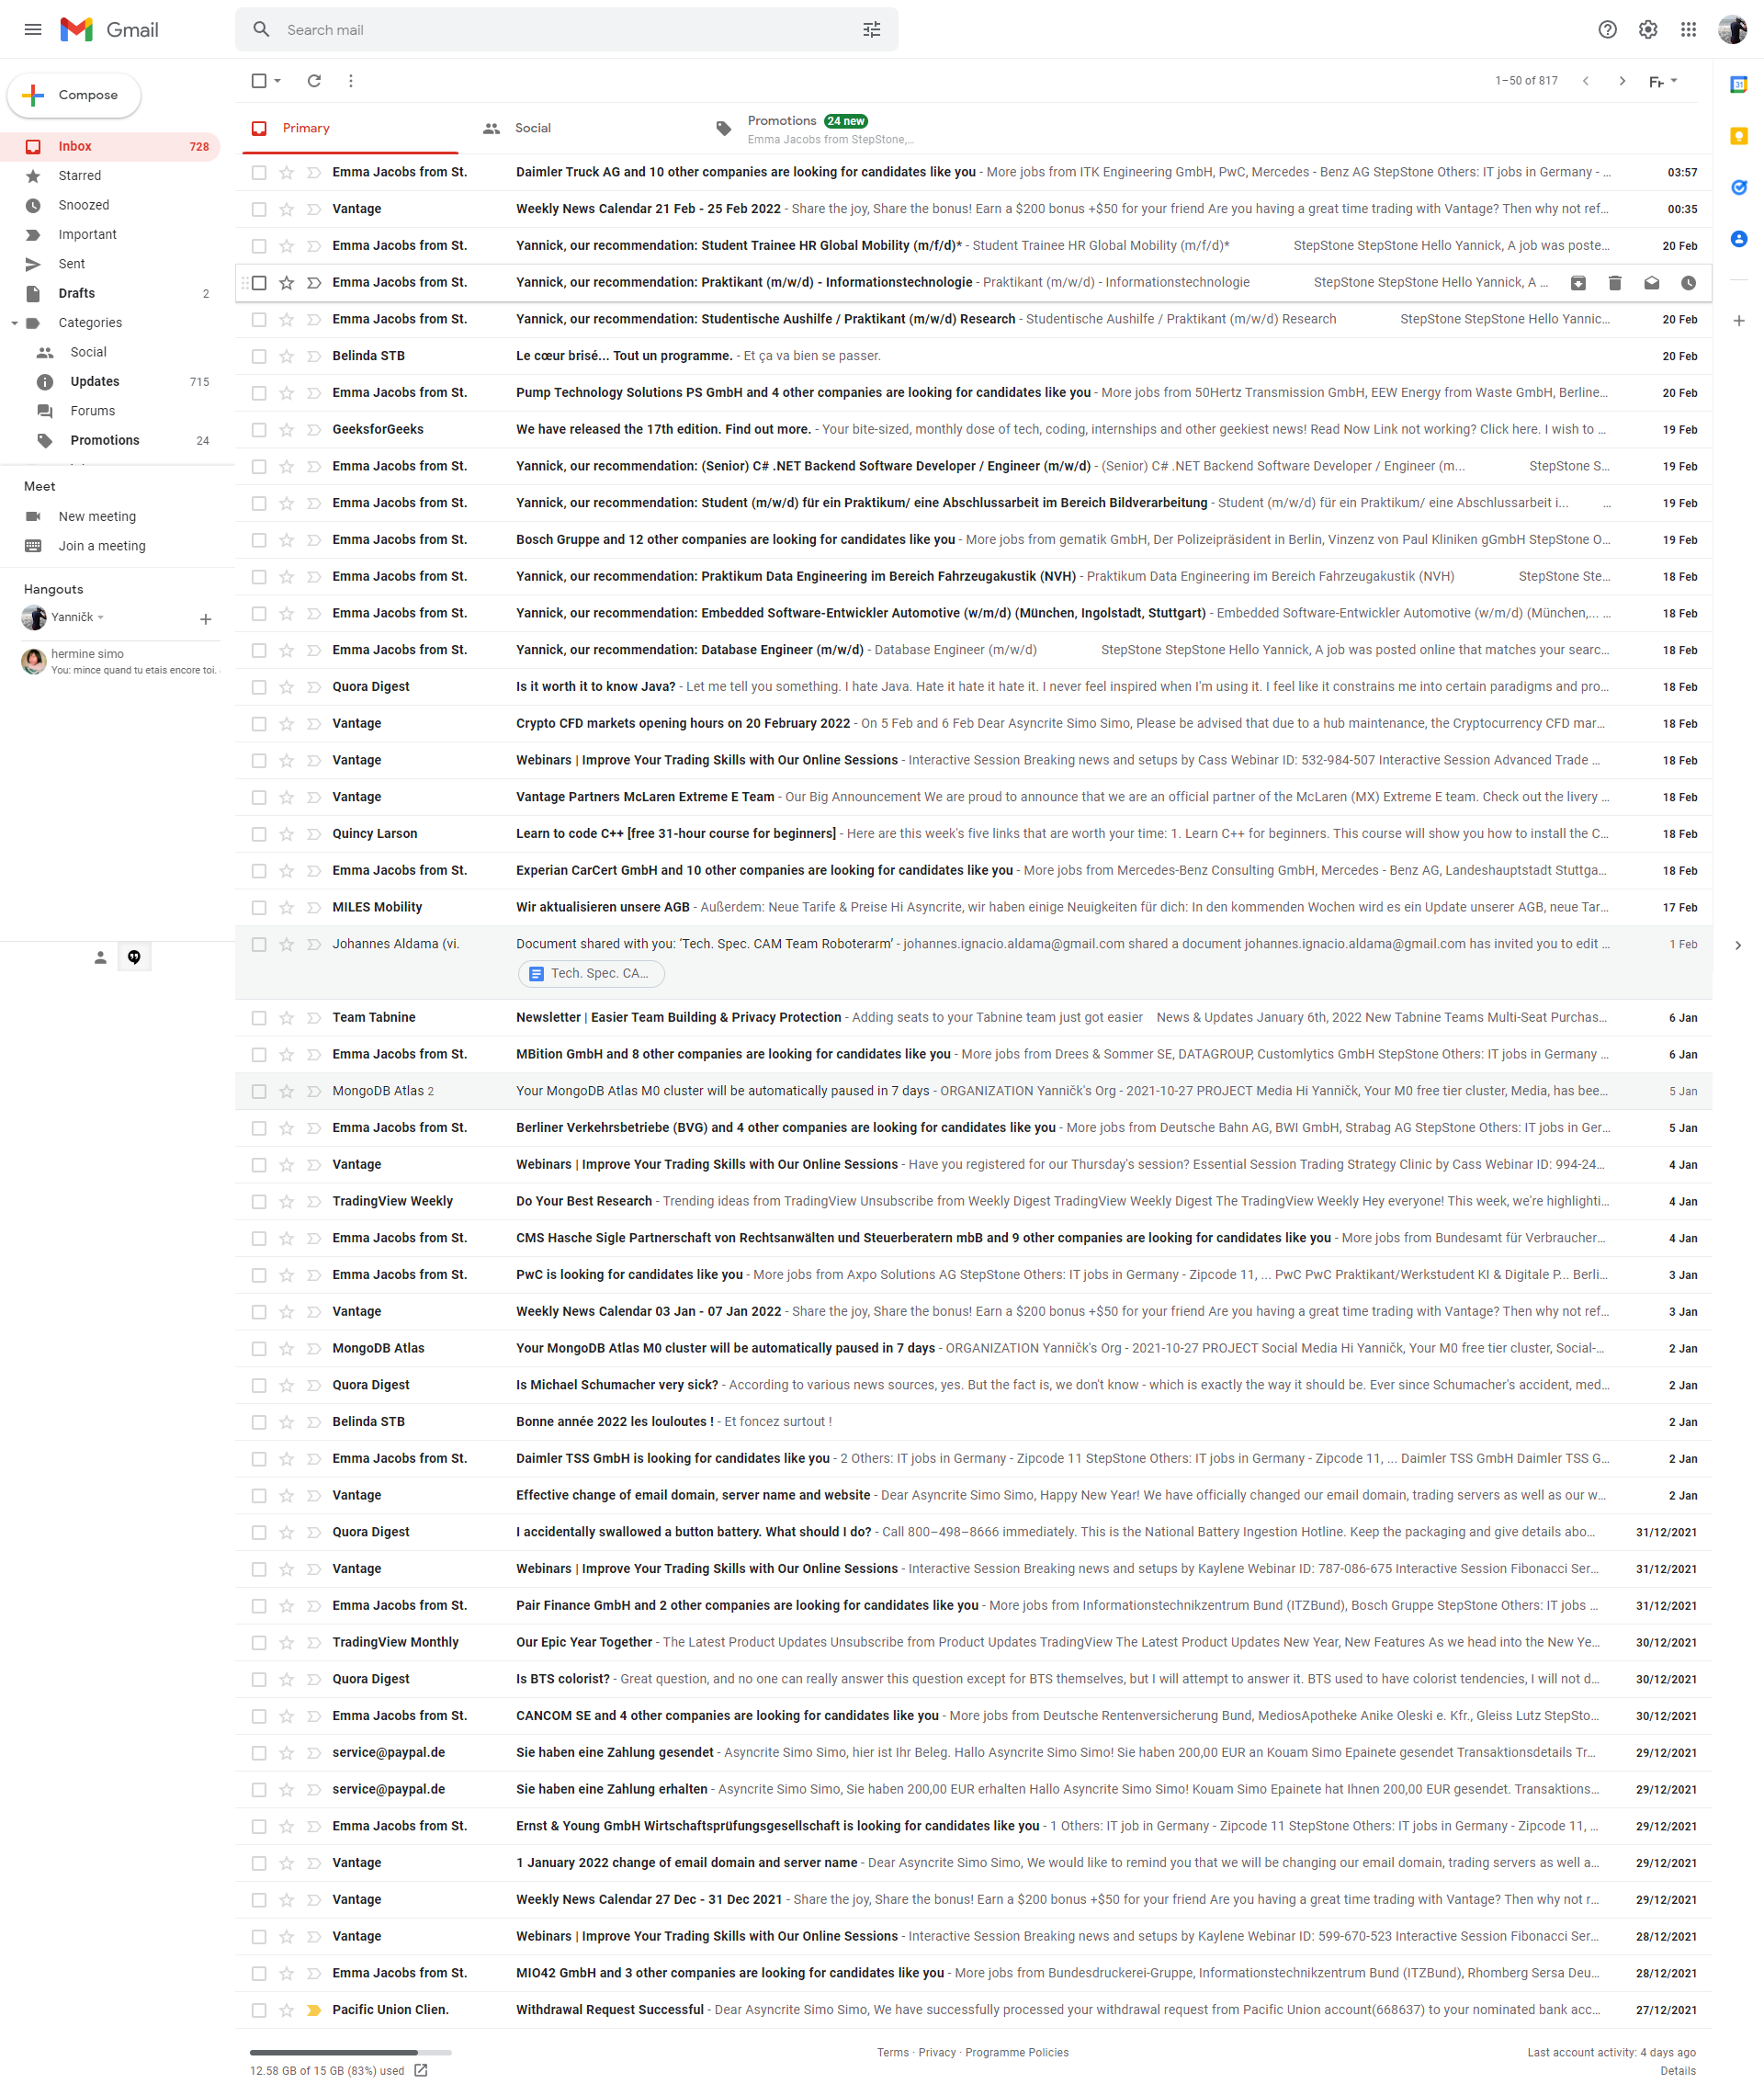 Gmail
Search mail
Compose
1–50 of 817
Inbox 728
Starred
Snoozed
Important
Sent
Drafts 2
Categories
Social
Updates 715
Forums
Promotions 24
Meet
New meeting
Join a meeting
Hangouts
Yanničk
hermine simo
You: mince quand tu etais encore toi.
Primary
Social
Promotions 24 new
Emma Jacobs from StepStone,…
Emma Jacobs from St. Daimler Truck AG and 10 other companies are looking for candidates like you - More jobs from ITK Engineering GmbH, PwC, Mercedes - Benz AG StepStone Others: IT jobs in Germany - … 03:57
Vantage Weekly News Calendar 21 Feb - 25 Feb 2022 - Share the joy, Share the bonus! Earn a $200 bonus +$50 for your friend Are you having a great time trading with Vantage? Then why not ref… 00:35
Emma Jacobs from St. Yannick, our recommendation: Student Trainee HR Global Mobility (m/f/d)* - Student Trainee HR Global Mobility (m/f/d)* StepStone StepStone Hello Yannick, A job was poste… 20 Feb
Emma Jacobs from St. Yannick, our recommendation: Praktikant (m/w/d) - Informationstechnologie - Praktikant (m/w/d) - Informationstechnologie StepStone StepStone Hello Yannick, A …
Emma Jacobs from St. Yannick, our recommendation: Studentische Aushilfe / Praktikant (m/w/d) Research - Studentische Aushilfe / Praktikant (m/w/d) Research StepStone StepStone Hello Yannic… 20 Feb
Belinda STB Le cœur brisé... Tout un programme. - Et ça va bien se passer. 20 Feb
Emma Jacobs from St. Pump Technology Solutions PS GmbH and 4 other companies are looking for candidates like you - More jobs from 50Hertz Transmission GmbH, EEW Energy from Waste GmbH, Berline… 20 Feb
GeeksforGeeks We have released the 17th edition. Find out more. - Your bite-sized, monthly dose of tech, coding, internships and other geekiest news! Read Now Link not working? Click here. I wish to … 19 Feb
Emma Jacobs from St. Yannick, our recommendation: (Senior) C# .NET Backend Software Developer / Engineer (m/w/d) - (Senior) C# .NET Backend Software Developer / Engineer (m... StepStone S… 19 Feb
Emma Jacobs from St. Yannick, our recommendation: Student (m/w/d) für ein Praktikum/ eine Abschlussarbeit im Bereich Bildverarbeitung - Student (m/w/d) für ein Praktikum/ eine Abschlussarbeit i... … 19 Feb
Emma Jacobs from St. Bosch Gruppe and 12 other companies are looking for candidates like you - More jobs from gematik GmbH, Der Polizeipräsident in Berlin, Vinzenz von Paul Kliniken gGmbH StepStone O… 19 Feb
Emma Jacobs from St. Yannick, our recommendation: Praktikum Data Engineering im Bereich Fahrzeugakustik (NVH) - Praktikum Data Engineering im Bereich Fahrzeugakustik (NVH) StepStone Ste… 18 Feb
Emma Jacobs from St. Yannick, our recommendation: Embedded Software-Entwickler Automotive (w/m/d) (München, Ingolstadt, Stuttgart) - Embedded Software-Entwickler Automotive (w/m/d) (München,... … 18 Feb
Emma Jacobs from St. Yannick, our recommendation: Database Engineer (m/w/d) - Database Engineer (m/w/d) StepStone StepStone Hello Yannick, A job was posted online that matches your searc… 18 Feb
Quora Digest Is it worth it to know Java? - Let me tell you something. I hate Java. Hate it hate it hate it. I never feel inspired when I'm using it. I feel like it constrains me into certain paradigms and pro… 18 Feb
Vantage Crypto CFD markets opening hours on 20 February 2022 - On 5 Feb and 6 Feb Dear Asyncrite Simo Simo, Please be advised that due to a hub maintenance, the Cryptocurrency CFD mar… 18 Feb
Vantage Webinars | Improve Your Trading Skills with Our Online Sessions - Interactive Session Breaking news and setups by Cass Webinar ID: 532-984-507 Interactive Session Advanced Trade … 18 Feb
Vantage Vantage Partners McLaren Extreme E Team - Our Big Announcement We are proud to announce that we are an official partner of the McLaren (MX) Extreme E team. Check out the livery … 18 Feb
Quincy Larson Learn to code C++ [free 31-hour course for beginners] - Here are this week's five links that are worth your time: 1. Learn C++ for beginners. This course will show you how to install the C… 18 Feb
Emma Jacobs from St. Experian CarCert GmbH and 10 other companies are looking for candidates like you - More jobs from Mercedes-Benz Consulting GmbH, Mercedes - Benz AG, Landeshauptstadt Stuttga… 18 Feb
MILES Mobility Wir aktualisieren unsere AGB - Außerdem: Neue Tarife & Preise Hi Asyncrite, wir haben einige Neuigkeiten für dich: In den kommenden Wochen wird es ein Update unserer AGB, neue Tar… 17 Feb
Johannes Aldama (vi. Document shared with you: ‘Tech. Spec. CAM Team Roboterarm’ - johannes.ignacio.aldama@gmail.com shared a document johannes.ignacio.aldama@gmail.com has invited you to edit … 1 Feb
Tech. Spec. CA…
Team Tabnine Newsletter | Easier Team Building & Privacy Protection - Adding seats to your Tabnine team just got easier News & Updates January 6th, 2022 New Tabnine Teams Multi-Seat Purchas… 6 Jan
Emma Jacobs from St. MBition GmbH and 8 other companies are looking for candidates like you - More jobs from Drees & Sommer SE, DATAGROUP, Customlytics GmbH StepStone Others: IT jobs in Germany … 6 Jan
MongoDB Atlas 2 Your MongoDB Atlas M0 cluster will be automatically paused in 7 days - ORGANIZATION Yanničk's Org - 2021-10-27 PROJECT Media Hi Yanničk, Your M0 free tier cluster, Media, has bee… 5 Jan
Emma Jacobs from St. Berliner Verkehrsbetriebe (BVG) and 4 other companies are looking for candidates like you - More jobs from Deutsche Bahn AG, BWI GmbH, Strabag AG StepStone Others: IT jobs in Ger… 5 Jan
Vantage Webinars | Improve Your Trading Skills with Our Online Sessions - Have you registered for our Thursday's session? Essential Session Trading Strategy Clinic by Cass Webinar ID: 994-24… 4 Jan
TradingView Weekly Do Your Best Research - Trending ideas from TradingView Unsubscribe from Weekly Digest TradingView Weekly Digest The TradingView Weekly Hey everyone! This week, we're highlighti… 4 Jan
Emma Jacobs from St. CMS Hasche Sigle Partnerschaft von Rechtsanwälten und Steuerberatern mbB and 9 other companies are looking for candidates like you - More jobs from Bundesamt für Verbraucher… 4 Jan
Emma Jacobs from St. PwC is looking for candidates like you - More jobs from Axpo Solutions AG StepStone Others: IT jobs in Germany - Zipcode 11, ... PwC PwC Praktikant/Werkstudent KI & Digitale P... Berli… 3 Jan
Vantage Weekly News Calendar 03 Jan - 07 Jan 2022 - Share the joy, Share the bonus! Earn a $200 bonus +$50 for your friend Are you having a great time trading with Vantage? Then why not ref… 3 Jan
MongoDB Atlas Your MongoDB Atlas M0 cluster will be automatically paused in 7 days - ORGANIZATION Yanničk's Org - 2021-10-27 PROJECT Social Media Hi Yanničk, Your M0 free tier cluster, Social-… 2 Jan
Quora Digest Is Michael Schumacher very sick? - According to various news sources, yes. But the fact is, we don't know - which is exactly the way it should be. Ever since Schumacher's accident, med… 2 Jan
Belinda STB Bonne année 2022 les louloutes ! - Et foncez surtout ! 2 Jan
Emma Jacobs from St. Daimler TSS GmbH is looking for candidates like you - 2 Others: IT jobs in Germany - Zipcode 11 StepStone Others: IT jobs in Germany - Zipcode 11, ... Daimler TSS GmbH Daimler TSS G… 2 Jan
Vantage Effective change of email domain, server name and website - Dear Asyncrite Simo Simo, Happy New Year! We have officially changed our email domain, trading servers as well as our w… 2 Jan
Quora Digest I accidentally swallowed a button battery. What should I do? - Call 800–498–8666 immediately. This is the National Battery Ingestion Hotline. Keep the packaging and give details abo… 31/12/2021
Vantage Webinars | Improve Your Trading Skills with Our Online Sessions - Interactive Session Breaking news and setups by Kaylene Webinar ID: 787-086-675 Interactive Session Fibonacci Ser… 31/12/2021
Emma Jacobs from St. Pair Finance GmbH and 2 other companies are looking for candidates like you - More jobs from Informationstechnikzentrum Bund (ITZBund), Bosch Gruppe StepStone Others: IT jobs … 31/12/2021
TradingView Monthly Our Epic Year Together - The Latest Product Updates Unsubscribe from Product Updates TradingView The Latest Product Updates New Year, New Features As we head into the New Ye… 30/12/2021
Quora Digest Is BTS colorist? - Great question, and no one can really answer this question except for BTS themselves, but I will attempt to answer it. BTS used to have colorist tendencies, I will not d… 30/12/2021
Emma Jacobs from St. CANCOM SE and 4 other companies are looking for candidates like you - More jobs from Deutsche Rentenversicherung Bund, MediosApotheke Anike Oleski e. Kfr., Gleiss Lutz StepSto… 30/12/2021
service@paypal.de Sie haben eine Zahlung gesendet - Asyncrite Simo Simo, hier ist Ihr Beleg. Hallo Asyncrite Simo Simo! Sie haben 200,00 EUR an Kouam Simo Epainete gesendet Transaktionsdetails Tr… 29/12/2021
service@paypal.de Sie haben eine Zahlung erhalten - Asyncrite Simo Simo, Sie haben 200,00 EUR erhalten Hallo Asyncrite Simo Simo! Kouam Simo Epainete hat Ihnen 200,00 EUR gesendet. Transaktions… 29/12/2021
Emma Jacobs from St. Ernst & Young GmbH Wirtschaftsprüfungsgesellschaft is looking for candidates like you - 1 Others: IT job in Germany - Zipcode 11 StepStone Others: IT jobs in Germany - Zipcode 11, … 29/12/2021
Vantage 1 January 2022 change of email domain and server name - Dear Asyncrite Simo Simo, We would like to remind you that we will be changing our email domain, trading servers as well a… 29/12/2021
Vantage Weekly News Calendar 27 Dec - 31 Dec 2021 - Share the joy, Share the bonus! Earn a $200 bonus +$50 for your friend Are you having a great time trading with Vantage? Then why not r… 29/12/2021
Vantage Webinars | Improve Your Trading Skills with Our Online Sessions - Interactive Session Breaking news and setups by Kaylene Webinar ID: 599-670-523 Interactive Session Fibonacci Ser… 28/12/2021
Emma Jacobs from St. MIO42 GmbH and 3 other companies are looking for candidates like you - More jobs from Bundesdruckerei-Gruppe, Informationstechnikzentrum Bund (ITZBund), Rhomberg Sersa Deu… 28/12/2021
Pacific Union Clien. Withdrawal Request Successful - Dear Asyncrite Simo Simo, We have successfully processed your withdrawal request from Pacific Union account(668637) to your nominated bank acc… 27/12/2021
12.58 GB of 15 GB (83%) used
Terms · Privacy · Programme Policies
Last account activity: 4 days ago
Details